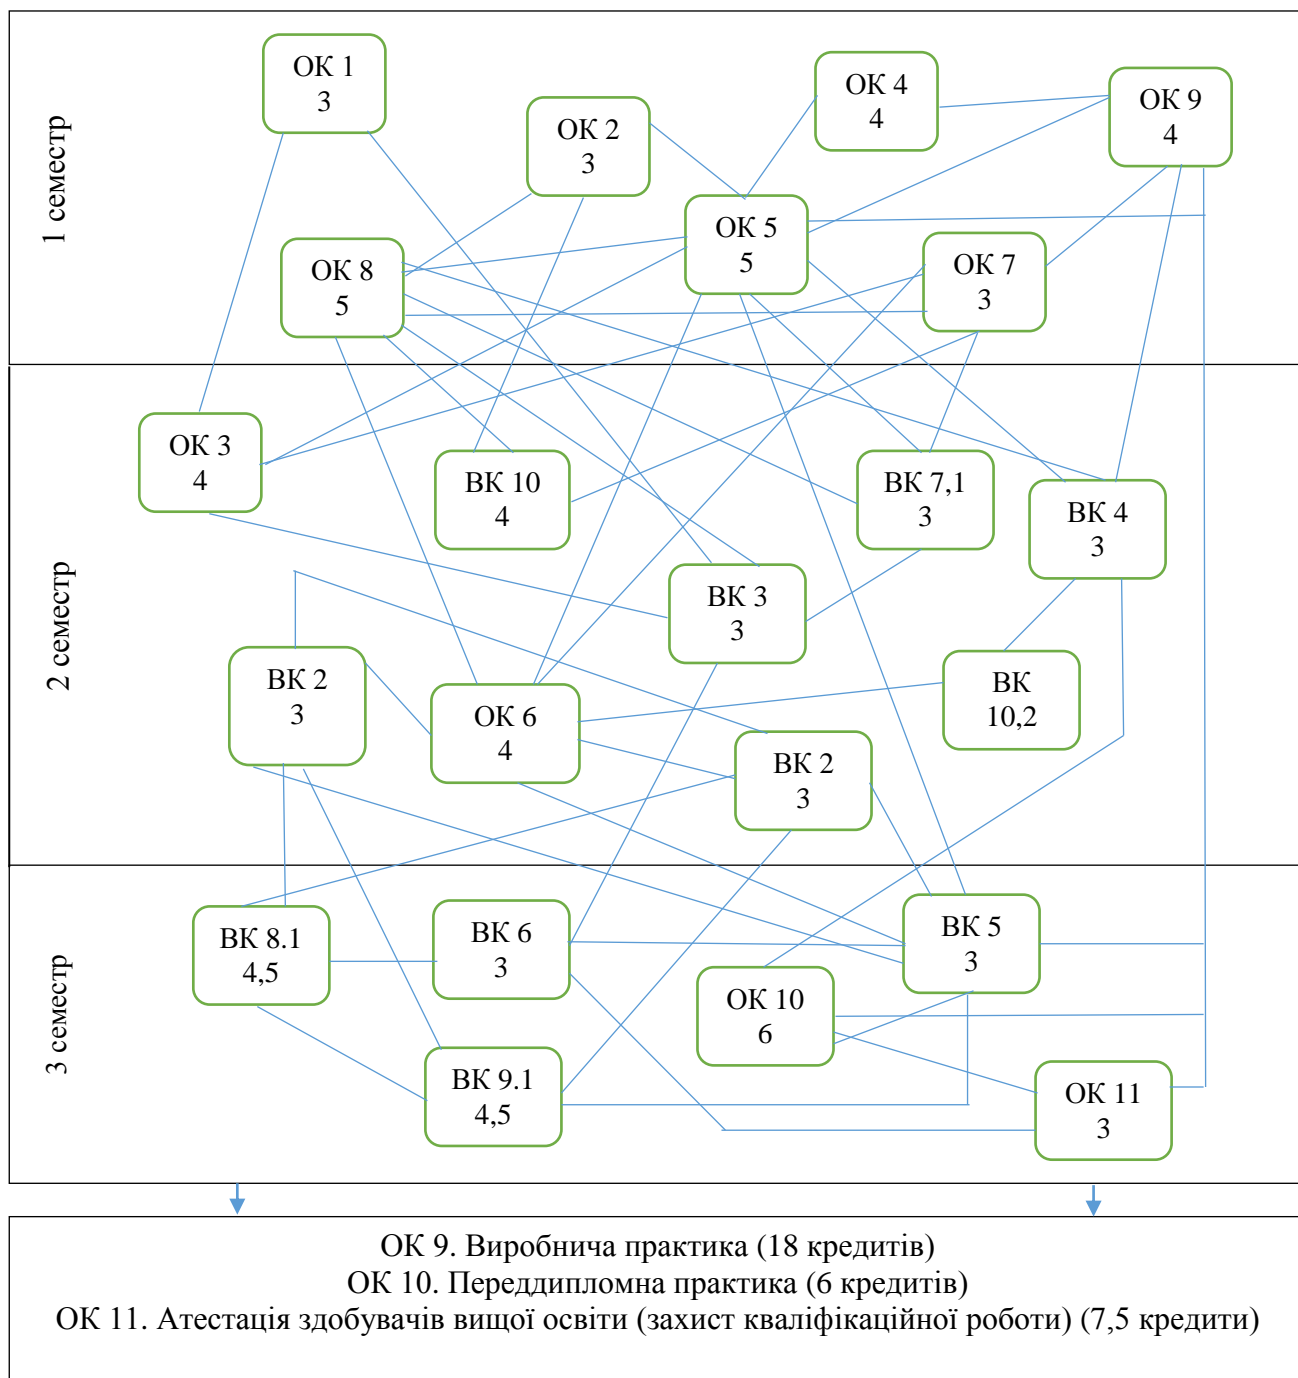 1 семестр
ОК 1
3
ОК 2
3
ОК 4
4
ОК 9
4
ОК 8
5
ОК 5
5
ОК 7
3
2 семестр
ОК 3
4
ВК 10
4
ВК 7,1
3
ВК 4
3
ВК 3
3
ВК 2
3
ОК 6
4
ВК
10,2
ВК 2
3
3 семестр
ВК 8.1
4,5
ВК 6
3
ВК 5
3
ОК 10
6
ВК 9.1
4,5
ОК 11
3
ОК 9. Виробнича практика (18 кредитів)
ОК 10. Переддипломна практика (6 кредитів)
ОК 11. Атестація здобувачів вищої освіти (захист кваліфікаційної роботи) (7,5 кредити)